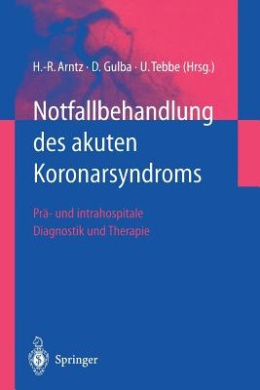 H.-R. Arntz · D. Gulba · U. Tebbe (Hrsg.)
Notfallbehandlung
des akuten
Koronarsyndroms
Prä- und intrahospitale
Diagnostik und Therapie
Springer